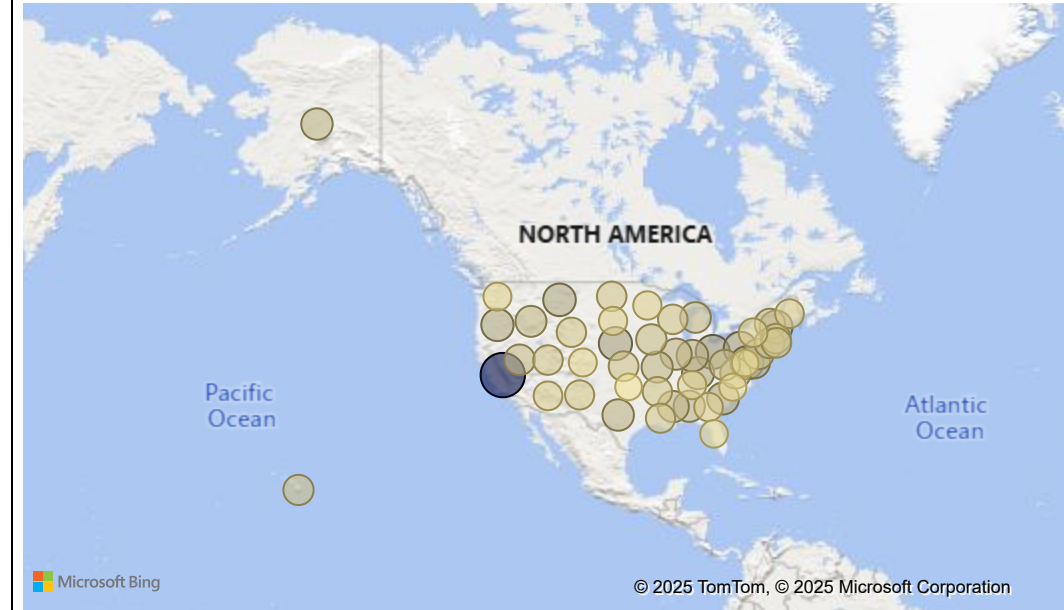 NORTH AMERICA
Pacific
Ocean
Atlantic
Ocean
Microsoft Bing
© 2025 TomTom, © 2025 Microsoft Corporation